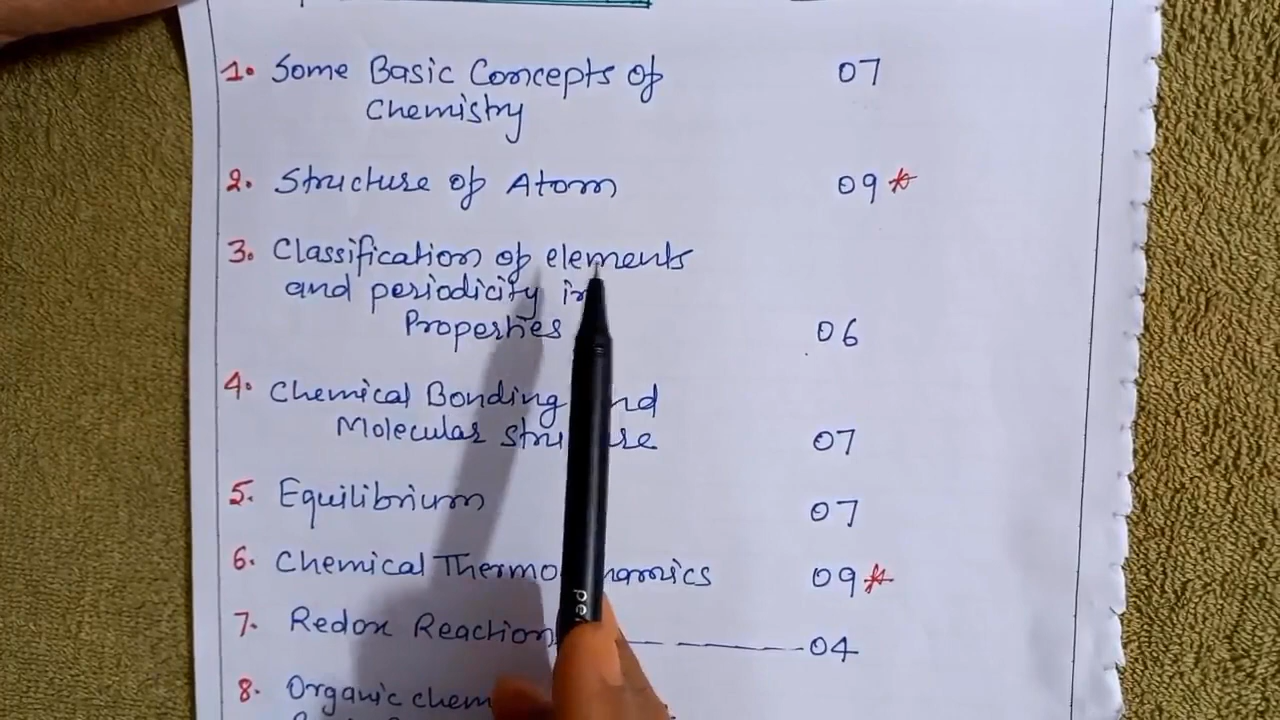 1. Some Basic Concepts of 07
Chemistry
2. Structure of Atom 09*
3. Classification of elements
and periodicity in
Properties 06
4. Chemical Bonding
Molecular 07
5. Equilibrium 07
6. Chemical 09*
7. Redox Reaction 04
8. Organic